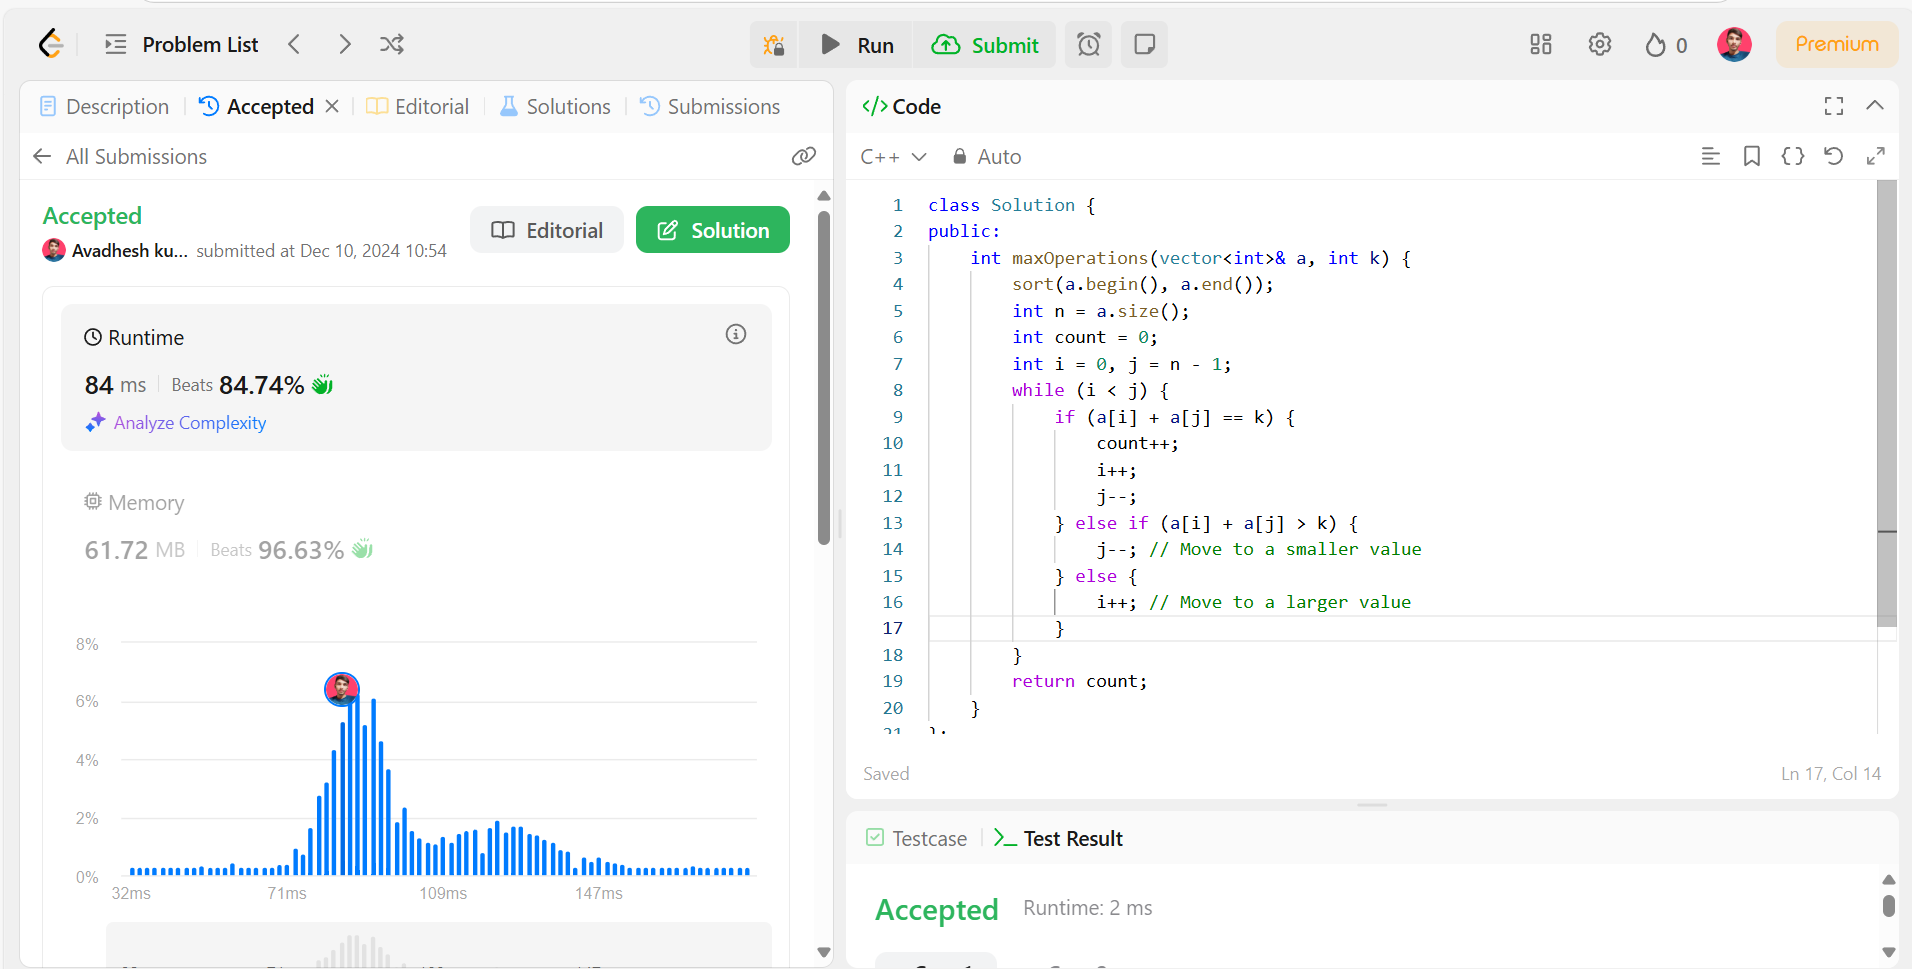 Problem List
Run
Submit
0
Premium
Description
Accepted
Editorial
Solutions
Submissions
All Submissions
Accepted
Editorial
Solution
Avadhesh ku... submitted at Dec 10, 2024 10:54
Runtime
84 ms Beats 84.74%
Analyze Complexity
Memory
61.72 MB Beats 96.63%
8%
6%
4%
2%
0%
32ms 71ms 109ms 147ms
</> Code
C++ Auto
1 class Solution {
2 public:
3 int maxOperations(vector<int>& a, int k) {
4 sort(a.begin(), a.end());
5 int n = a.size();
6 int count = 0;
7 int i = 0, j = n - 1;
8 while (i < j) {
9 if (a[i] + a[j] == k) {
10 count++;
11 i++;
12 j--;
13 } else if (a[i] + a[j] > k) {
14 j--; // Move to a smaller value
15 } else {
16 i++; // Move to a larger value
17 }
18 }
19 return count;
20 }
21 };
Saved
Ln 17, Col 14
Testcase
Test Result
Accepted Runtime: 2 ms